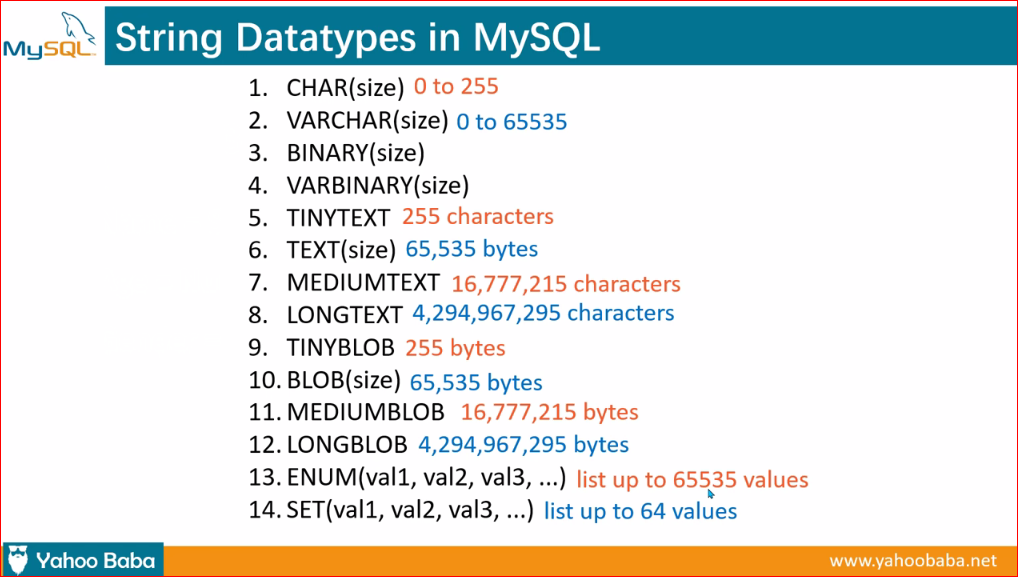 MySQL
String Datatypes in MySQL
1. CHAR(size) 0 to 255
2. VARCHAR(size) 0 to 65535
3. BINARY(size)
4. VARBINARY(size)
5. TINYTEXT 255 characters
6. TEXT(size) 65,535 bytes
7. MEDIUMTEXT 16,777,215 characters
8. LONGTEXT 4,294,967,295 characters
9. TINYBLOB 255 bytes
10. BLOB(size) 65,535 bytes
11. MEDIUMBLOB 16,777,215 bytes
12. LONGBLOB 4,294,967,295 bytes
13. ENUM(val1, val2, val3, ...) list up to 65535 values
14. SET(val1, val2, val3, ...) list up to 64 values
Yahoo Baba
www.yahoobaba.net